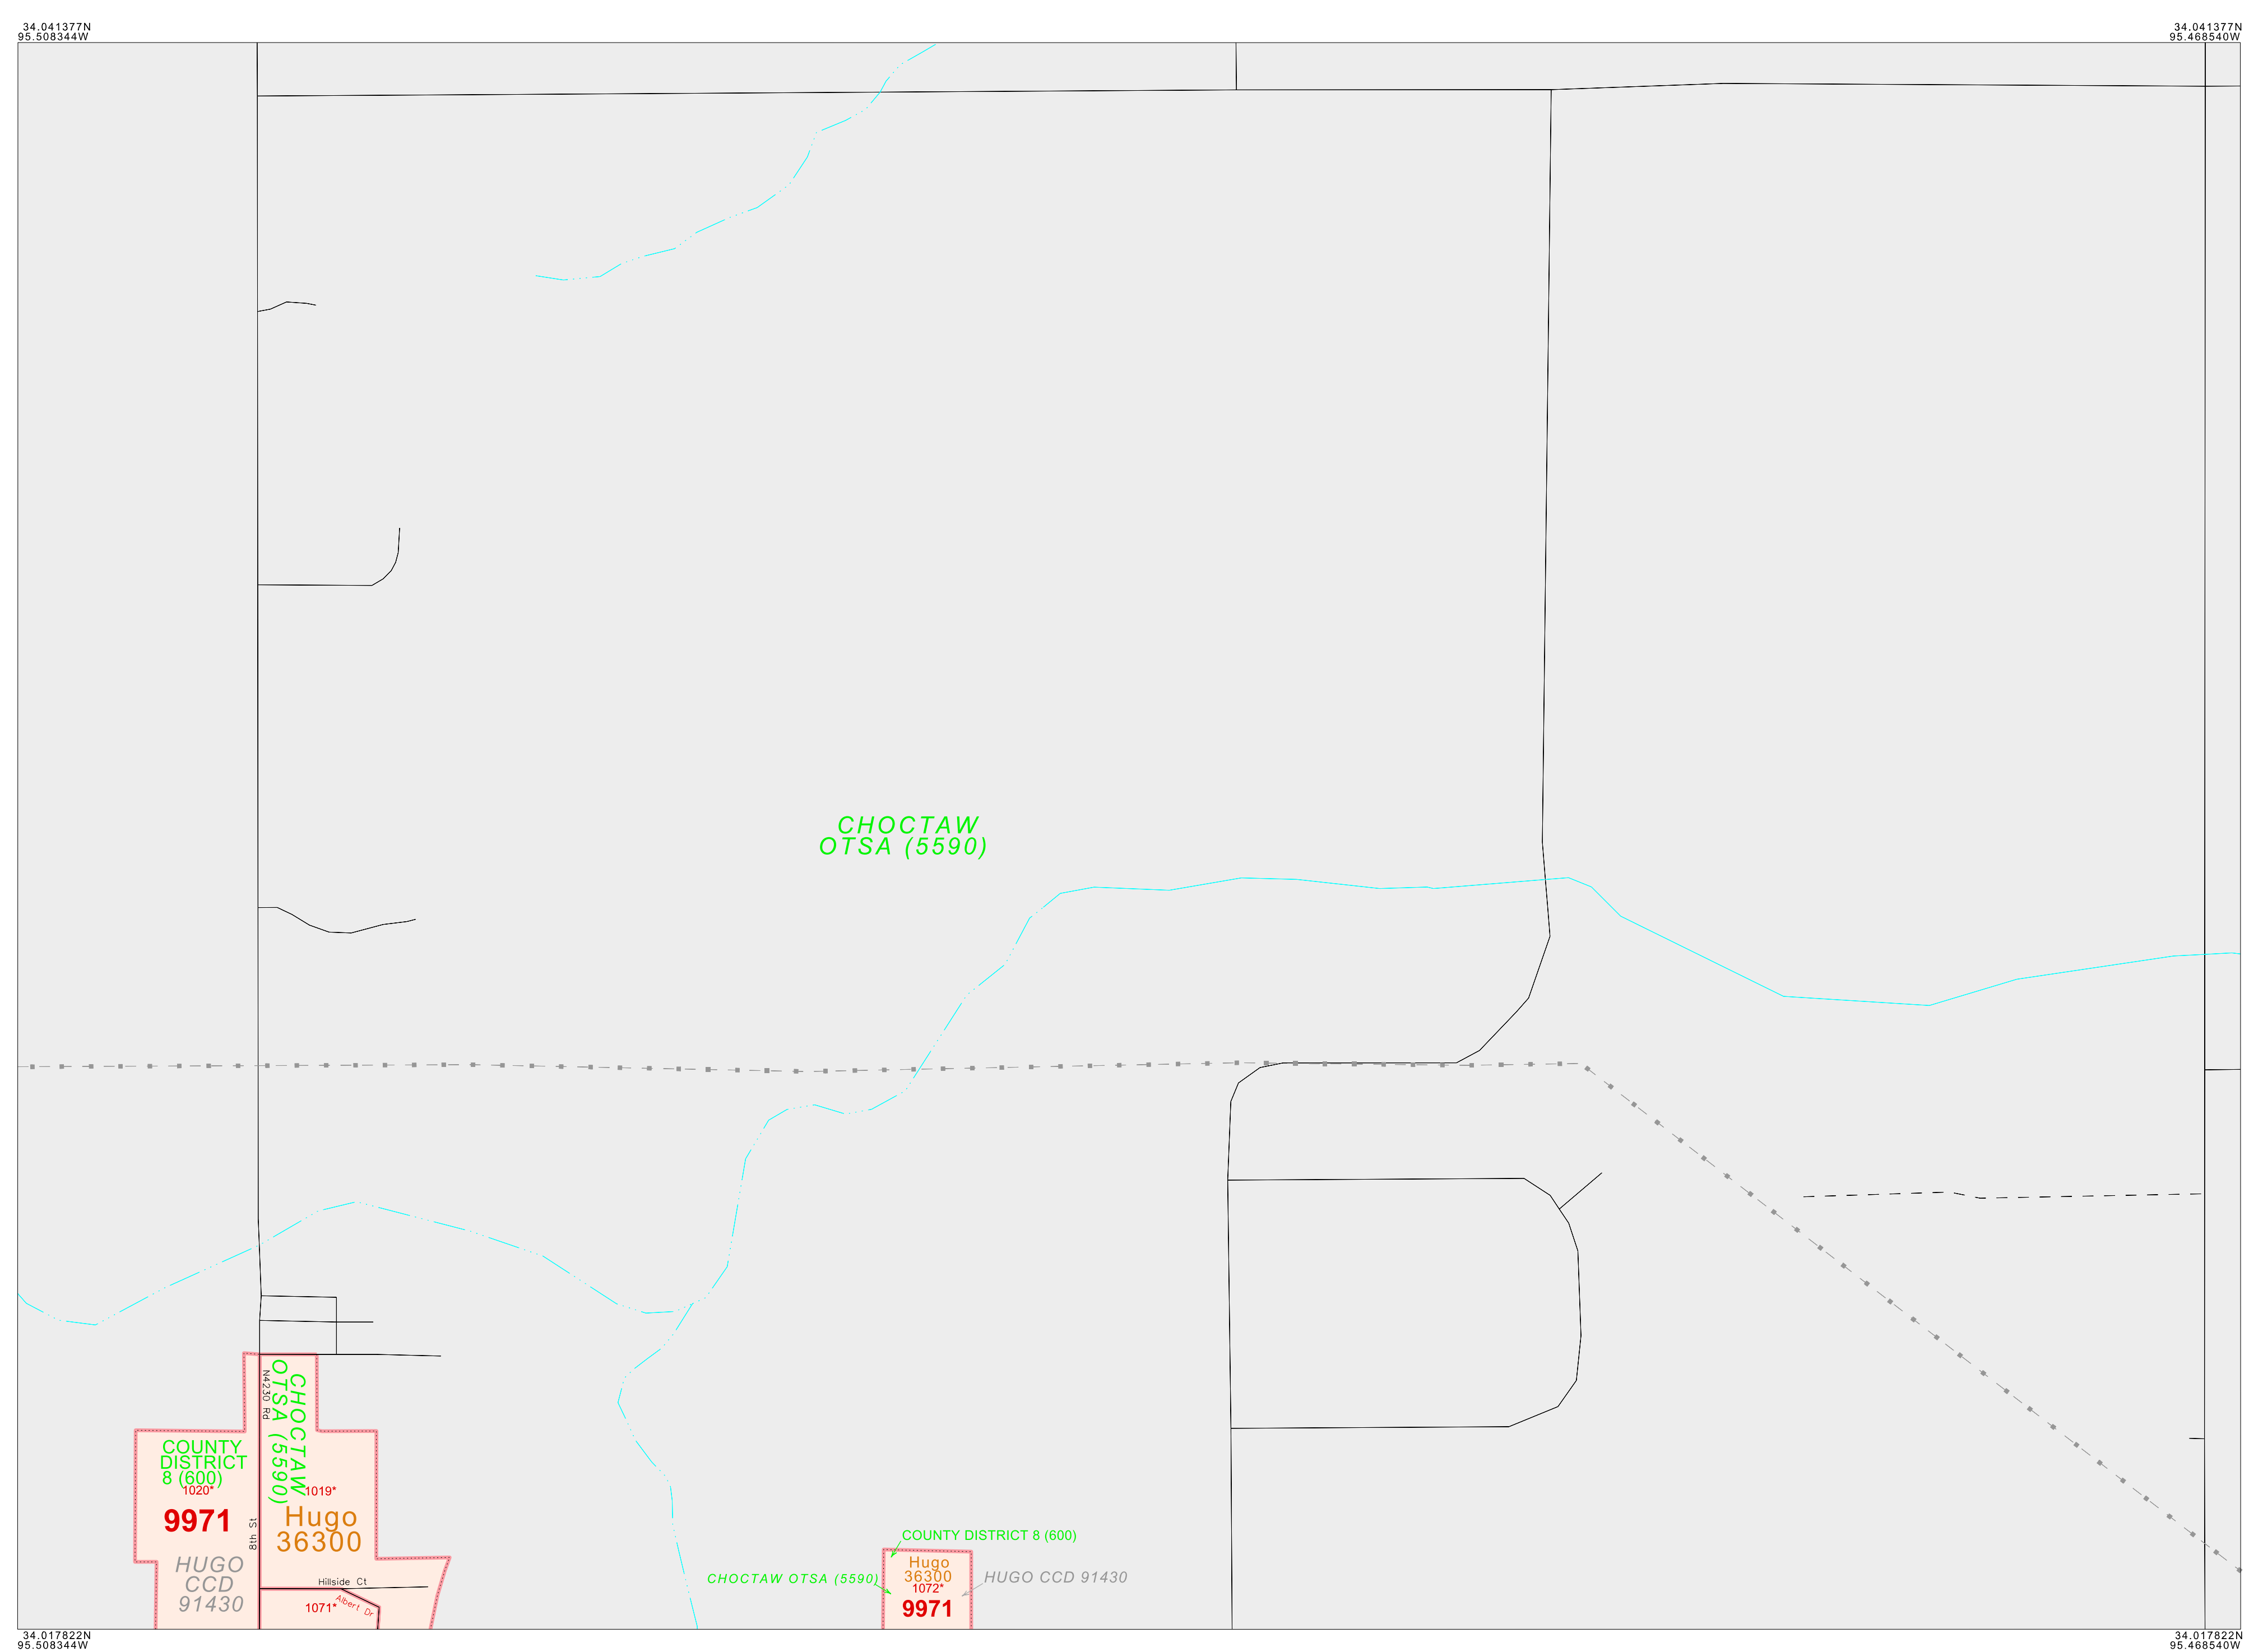 34.041377N
95.508344W
34.041377N
95.468540W
CHOCTAW
OTSA (5590)
N4230 Rd
CHOCTAW
OTSA (5590)
COUNTY
DISTRICT
8 (600)
1020*
9971
1019*
Hugo
36300
8th St
HUGO
CCD
91430
Hillside Ct
Albert Dr
1071*
COUNTY DISTRICT 8 (600)
Hugo
36300
1072*
9971
CHOCTAW OTSA (5590)
HUGO CCD 91430
34.017822N
95.508344W
34.017822N
95.468540W